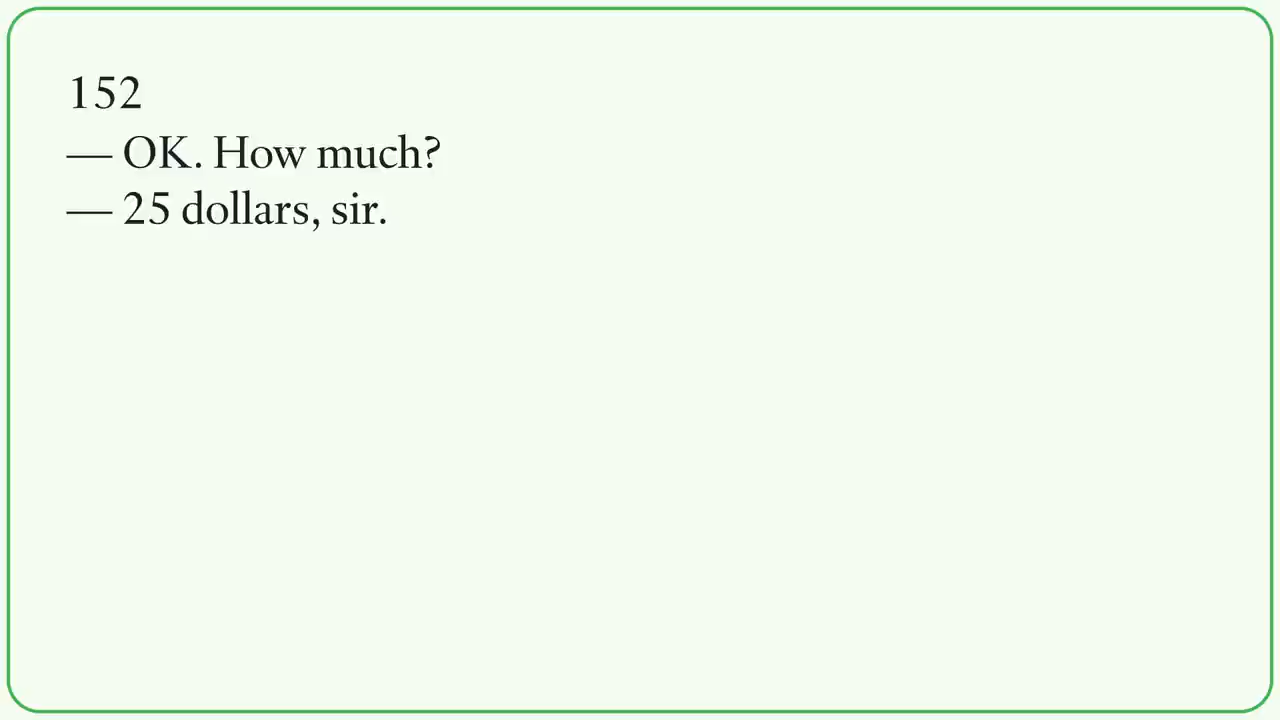 152
— OK. How much?
— 25 dollars, sir.